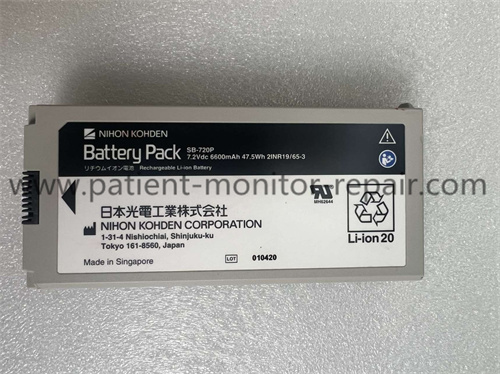 NIHON KOHDEN
Battery Pack SB-720P
7.2Vdc 6600mAh 47.5Wh 2INR19/65-3
リチウムイオン電池 Rechargeable Li-ion Battery
www.patient-monitor-repair.com
日本光電工業株式会社
NIHON KOHDEN CORPORATION
1-31-4 Nishiochiai, Shinjuku-ku
Tokyo 161-8560, Japan
MH62644
Li-ion 20
Made in Singapore
LOT 010420